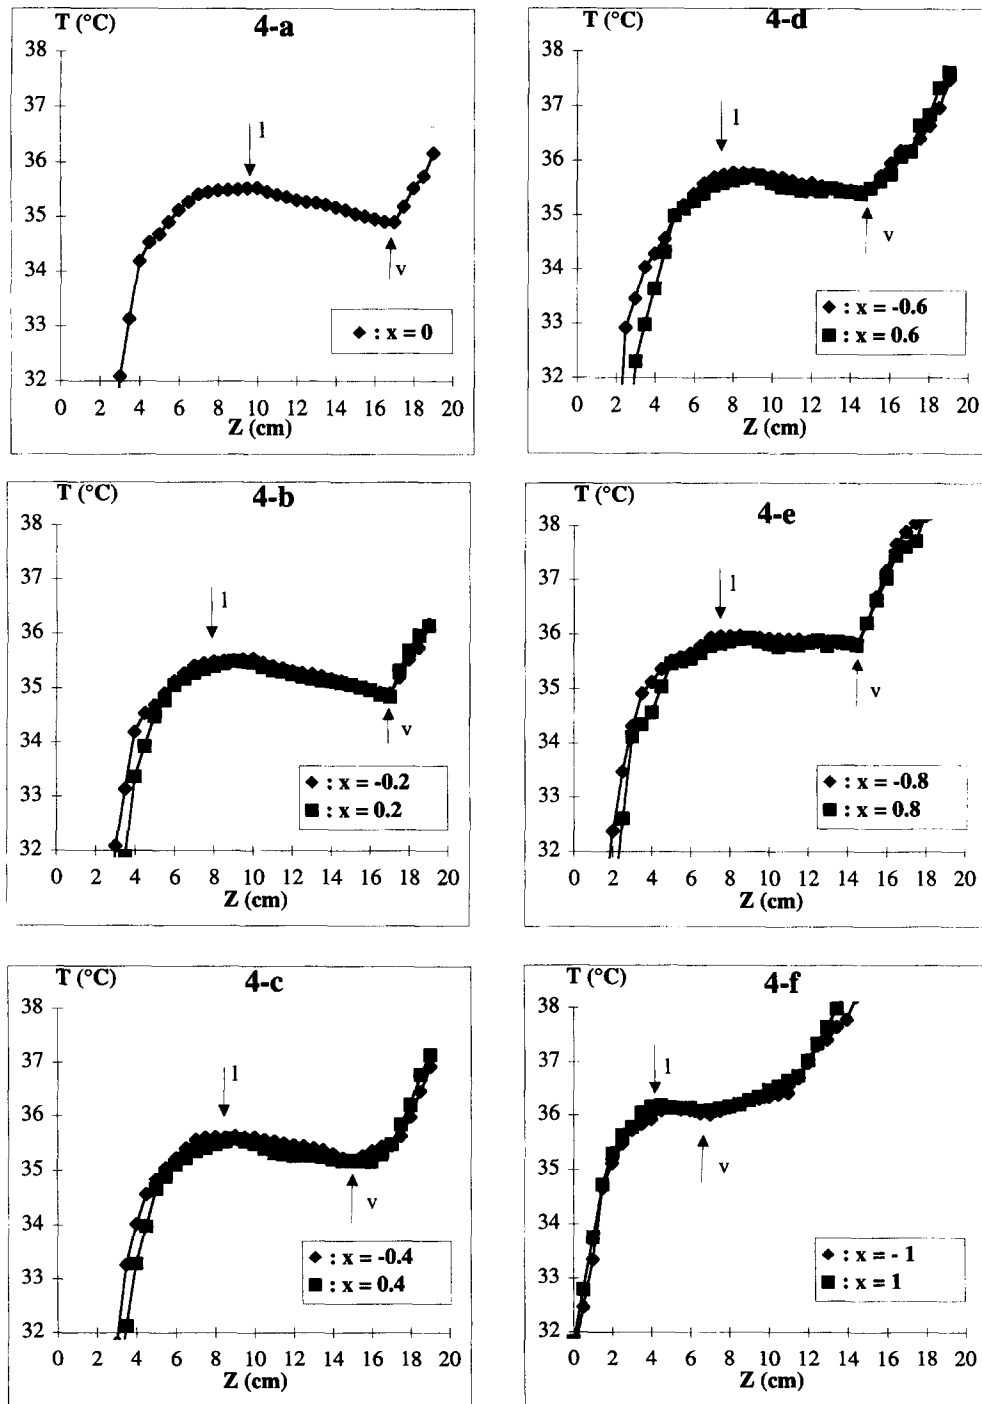 T (°C)
4-a
38
37
36
35
34
33
32
l
v
: x = 0
0 2 4 6 8 10 12 14 16 18 20
Z (cm)
T (°C)
4-d
38
37
36
35
34
33
32
l
v
: x = -0.6
: x = 0.6
0 2 4 6 8 10 12 14 16 18 20
Z (cm)
T (°C)
4-b
38
37
36
35
34
33
32
l
v
: x = -0.2
: x = 0.2
0 2 4 6 8 10 12 14 16 18 20
Z (cm)
T (°C)
4-e
38
37
36
35
34
33
32
l
v
: x = -0.8
: x = 0.8
0 2 4 6 8 10 12 14 16 18 20
Z (cm)
T (°C)
4-c
38
37
36
35
34
33
32
l
v
: x = -0.4
: x = 0.4
0 2 4 6 8 10 12 14 16 18 20
Z (cm)
T (°C)
4-f
38
37
36
35
34
33
32
l
v
: x = - 1
: x = 1
0 2 4 6 8 10 12 14 16 18 20
Z (cm)